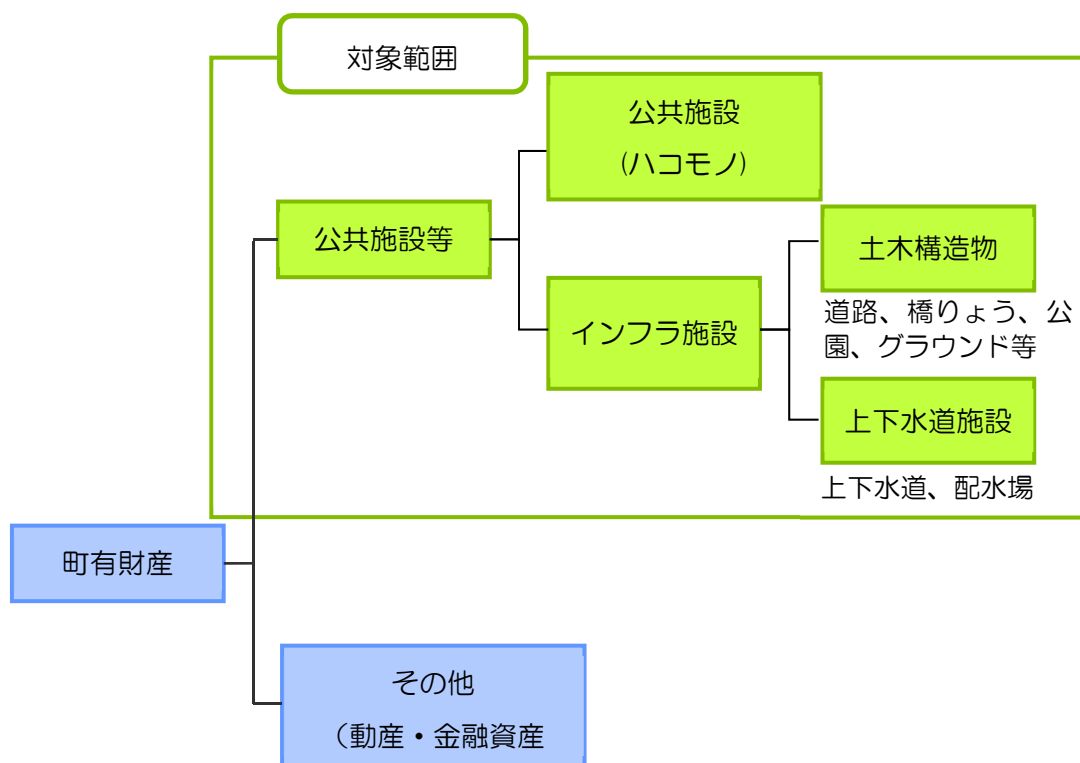 対象範囲
公共施設
(ハコモノ)
公共施設等
土木構造物
道路、橋りょう、公
園、グラウンド等
インフラ施設
上下水道施設
上下水道、配水場
町有財産
その他
（動産・金融資産